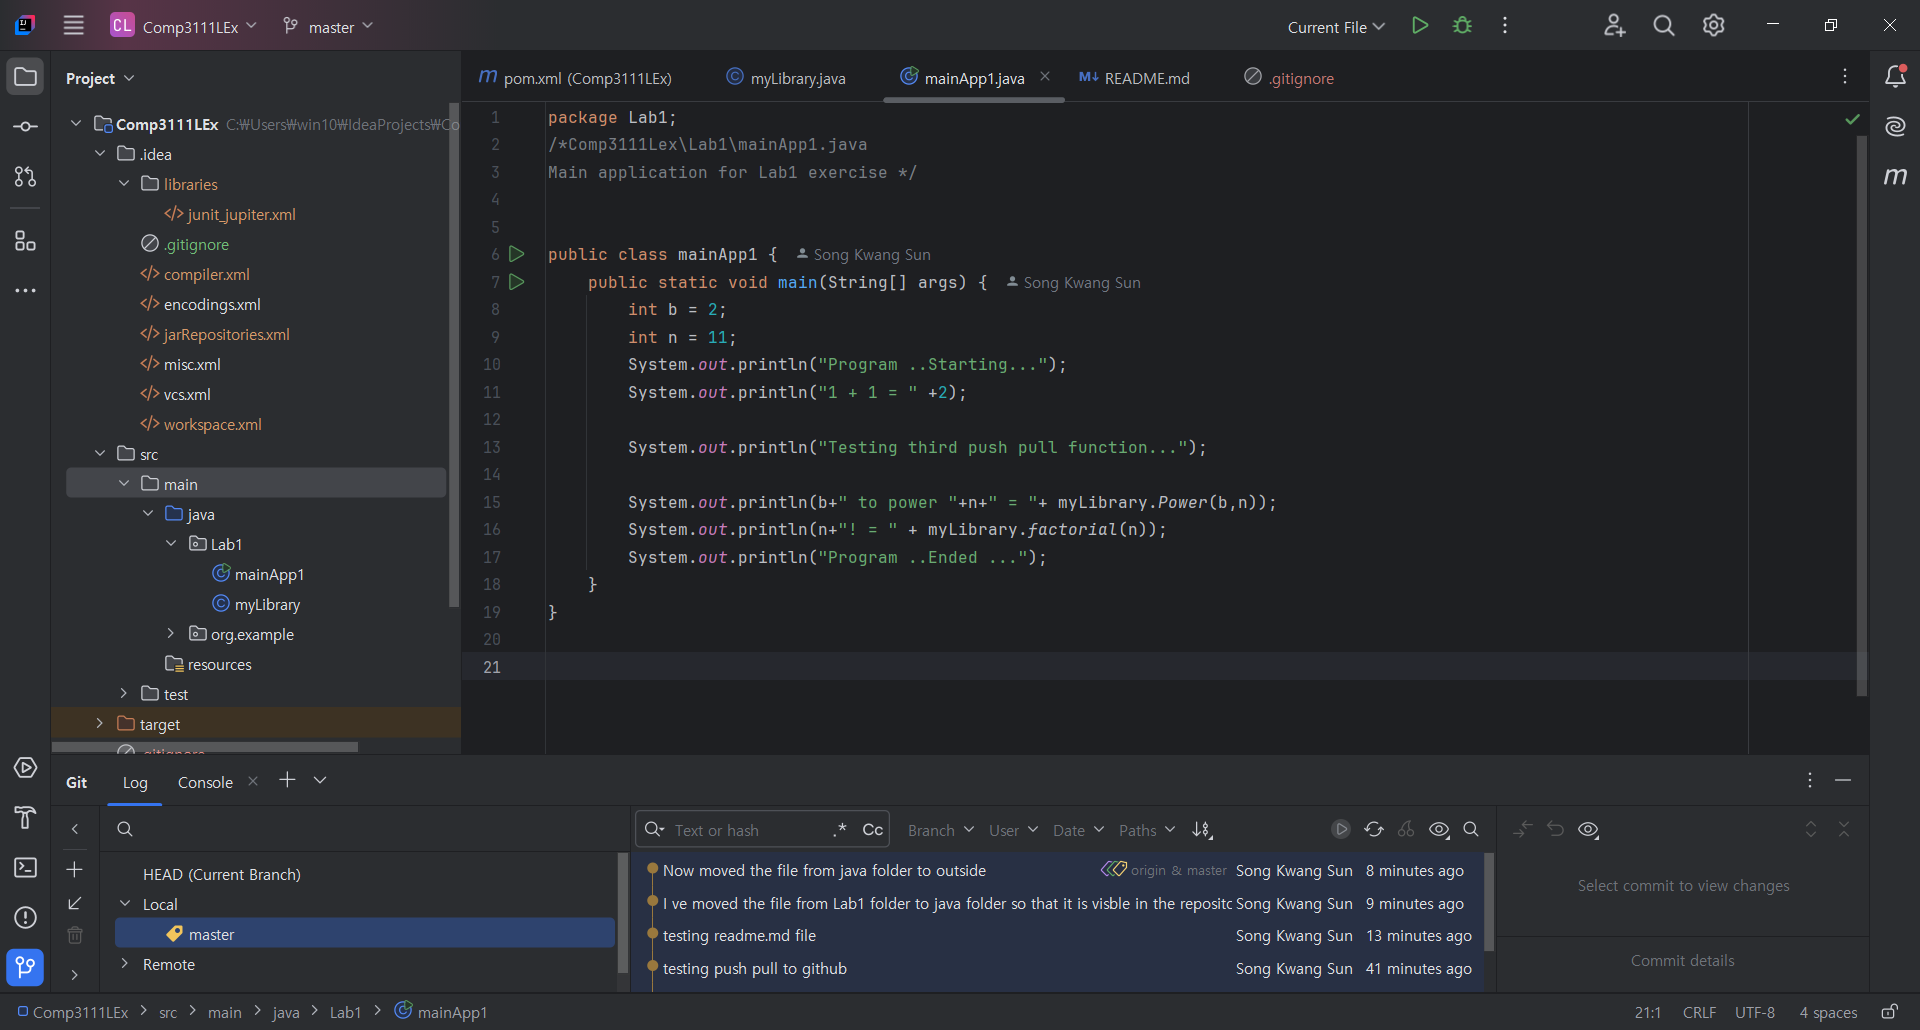 CL Comp3111LEx master Current File
Project
pom.xml (Comp3111LEx) myLibrary.java mainApp1.java README.md .gitignore
Comp3111LEx C:₩Users₩win10₩IdeaProjects₩Co
.idea
libraries
junit_jupiter.xml
.gitignore
compiler.xml
encodings.xml
jarRepositories.xml
misc.xml
vcs.xml
workspace.xml
src
main
java
Lab1
mainApp1
myLibrary
org.example
resources
test
target
.gitignore
1 package Lab1;
2 /*Comp3111Lex\Lab1\mainApp1.java
3 Main application for Lab1 exercise */
4
5
6 public class mainApp1 { Song Kwang Sun
7 public static void main(String[] args) { Song Kwang Sun
8 int b = 2;
9 int n = 11;
10 System.out.println("Program ..Starting...");
11 System.out.println("1 + 1 = " +2);
12
13 System.out.println("Testing third push pull function...");
14
15 System.out.println(b+" to power "+n+" = "+ myLibrary.Power(b,n));
16 System.out.println(n+"! = " + myLibrary.factorial(n));
17 System.out.println("Program ..Ended ...");
18 }
19 }
20
21
Git Log Console
HEAD (Current Branch)
Local
master
Remote
Text or hash .* Cc Branch User Date Paths
Now moved the file from java folder to outside origin & master Song Kwang Sun 8 minutes ago
I ve moved the file from Lab1 folder to java folder so that it is visble in the repositc Song Kwang Sun 9 minutes ago
testing readme.md file Song Kwang Sun 13 minutes ago
testing push pull to github Song Kwang Sun 41 minutes ago
Select commit to view changes
Commit details
Comp3111LEx > src > main > java > Lab1 > mainApp1 21:1 CRLF UTF-8 4 spaces